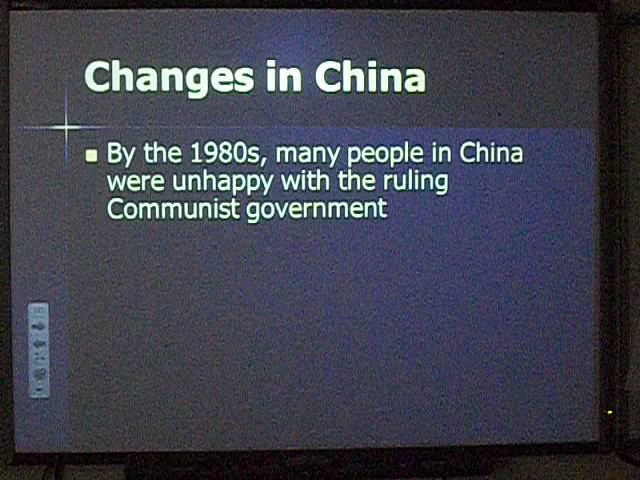 Changes in China
By the 1980s, many people in China
were unhappy with the ruling
Communist government